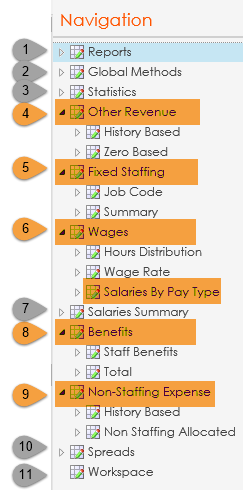 Navigation
1 Reports
2 Global Methods
3 Statistics
4 Other Revenue
History Based
Zero Based
5 Fixed Staffing
Job Code
Summary
6 Wages
Hours Distribution
Wage Rate
Salaries By Pay Type
7 Salaries Summary
8 Benefits
Staff Benefits
Total
9 Non-Staffing Expense
History Based
Non Staffing Allocated
10 Spreads
11 Workspace